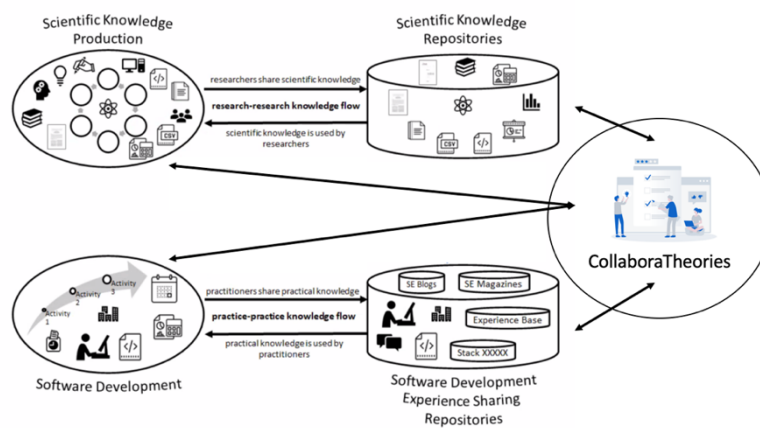 Scientific Knowledge
Production
Scientific Knowledge
Repositories
researchers share scientific knowledge
research-research knowledge flow
scientific knowledge is used by
researchers
CSV
CSV
CollaboraTheories
Activity
1
Activity
2
Activity
3
practitioners share practical knowledge
practice-practice knowledge flow
practical knowledge is used by
practitioners
SE Blogs
SE Magazines
Experience Base
Stack XXXXX
Software Development
Software Development
Experience Sharing
Repositories